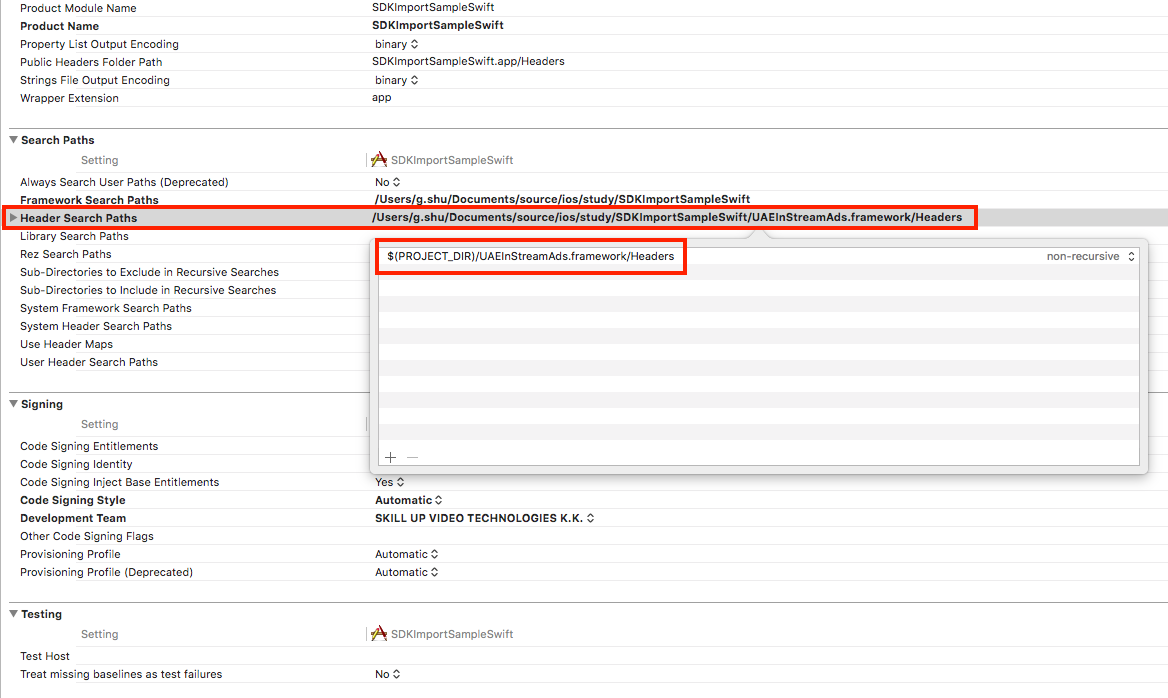 Product Module Name SDKImportSampleSwift
Product Name SDKImportSampleSwift
Property List Output Encoding binary
Public Headers Folder Path SDKImportSampleSwift.app/Headers
Strings File Output Encoding binary
Wrapper Extension app
Search Paths
Setting SDKImportSampleSwift
Always Search User Paths (Deprecated) No
Framework Search Paths /Users/g.shu/Documents/source/ios/study/SDKImportSampleSwift
Header Search Paths /Users/g.shu/Documents/source/ios/study/SDKImportSampleSwift/UAEInStreamAds.framework/Headers
Library Search Paths
$(PROJECT_DIR)/UAEInStreamAds.framework/Headers non-recursive
Rez Search Paths
Sub-Directories to Exclude in Recursive Searches
Sub-Directories to Include in Recursive Searches
System Framework Search Paths
System Header Search Paths
Use Header Maps
User Header Search Paths
Signing
Setting
Code Signing Entitlements
Code Signing Identity
Code Signing Inject Base Entitlements Yes
Code Signing Style Automatic
Development Team SKILL UP VIDEO TECHNOLOGIES K.K.
Other Code Signing Flags
Provisioning Profile Automatic
Provisioning Profile (Deprecated) Automatic
Testing
Setting SDKImportSampleSwift
Test Host
Treat missing baselines as test failures No